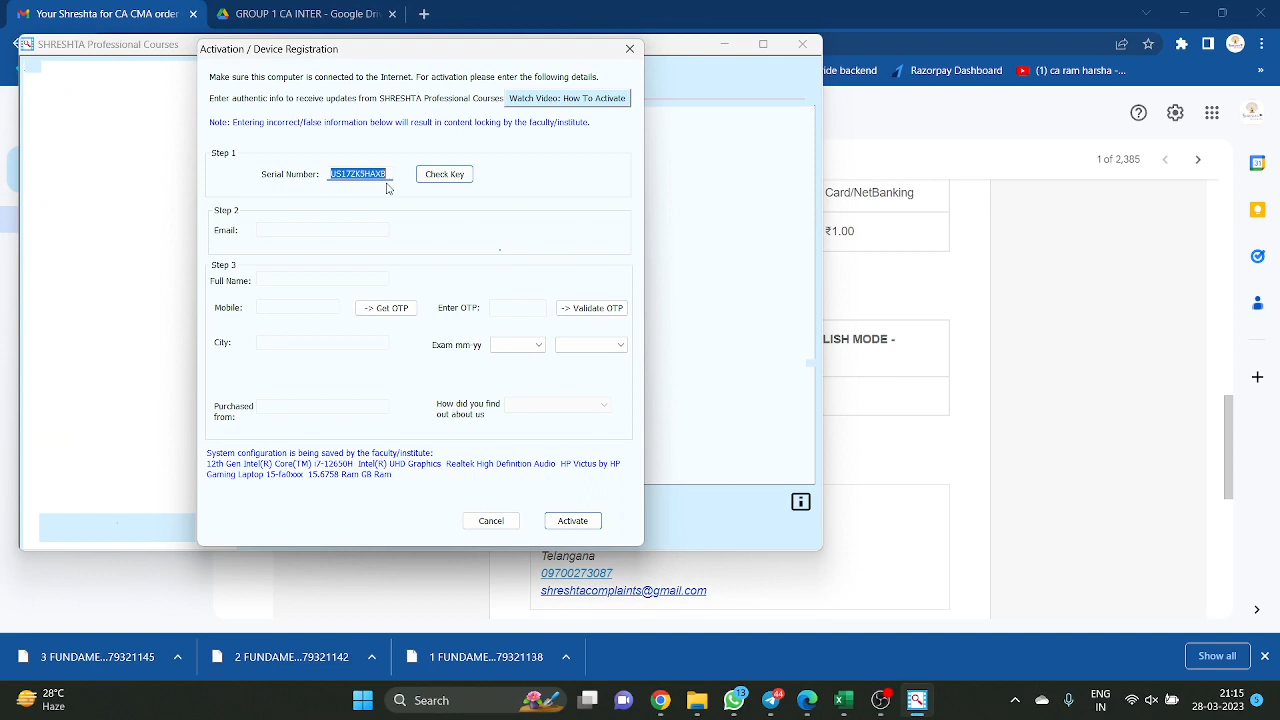 Your Shreshta for CA CMA order
GROUP 1 CA INTER - Google Driv
ide backend
Razorpay Dashboard
ca ram harsha -...
SHRESHTA Professional Courses
Activation / Device Registration
1 of 2,385
Make sure this computer is connected to the Internet. For activation please enter the following details.
Enter authentic info to receive updates from SHRESHTA Professional Courses
Watch Video: How To Activate
Note: Entering incorrect/false information below will result in content locking by the faculty/institute.
Step 1
Serial Number:
US17ZK5HAXB
Check Key
Card/NetBanking
Step 2
Email:
₹1.00
Step 3
Full Name:
Mobile:
-> Get OTP
Enter OTP:
-> Validate OTP
City:
Exam mm-yy
LISH MODE -
Purchased
from:
How did you find
out about us
System configuration is being saved by the faculty/institute:
12th Gen Intel(R) Core(TM) i7-12650H Intel(R) UHD Graphics Realtek High Definition Audio HP Victus by HP
Gaming Laptop 15-fa0xxx 15.6758 Ram GB Ram
Cancel
Activate
Telangana
09700273087
shreshtacomplaints@gmail.com
3 FUNDAME....79321145
2 FUNDAME....79321142
1 FUNDAME....79321138
Show all
28°C
Haze
Search
13
44
ENG
IN
21:15
28-03-2023
5